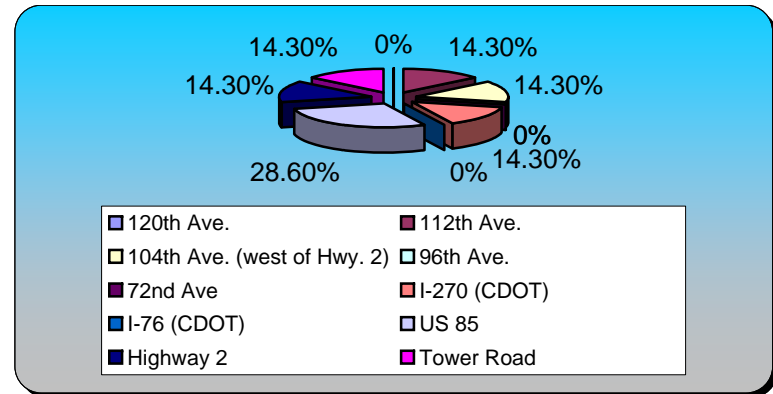 14.30% 0% 14.30%
14.30% 14.30%
0%
28.60% 0% 14.30%
120th Ave. 112th Ave.
104th Ave. (west of Hwy. 2) 96th Ave.
72nd Ave I-270 (CDOT)
I-76 (CDOT) US 85
Highway 2 Tower Road